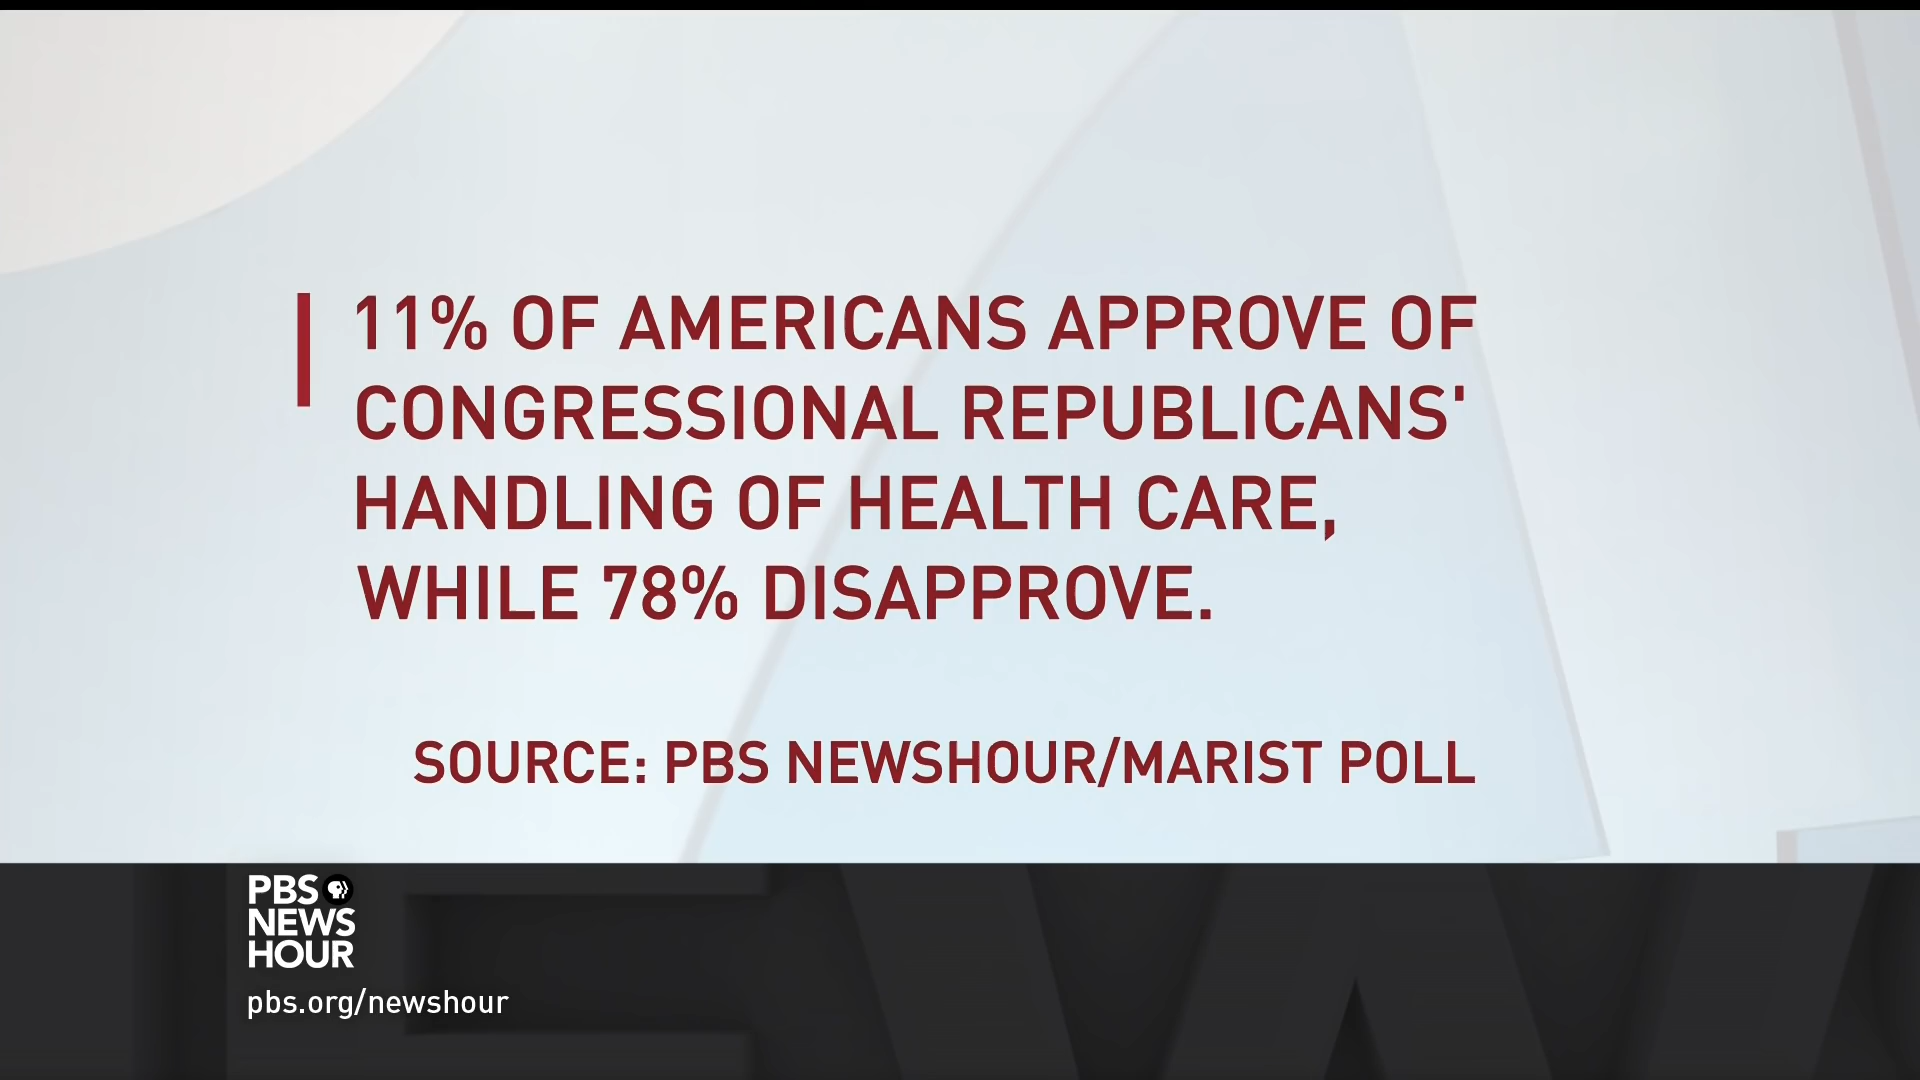 11% OF AMERICANS APPROVE OF
CONGRESSIONAL REPUBLICANS'
HANDLING OF HEALTH CARE,
WHILE 78% DISAPPROVE.
SOURCE: PBS NEWSHOUR/MARIST POLL
PBS
NEWS
HOUR
pbs.org/newshour